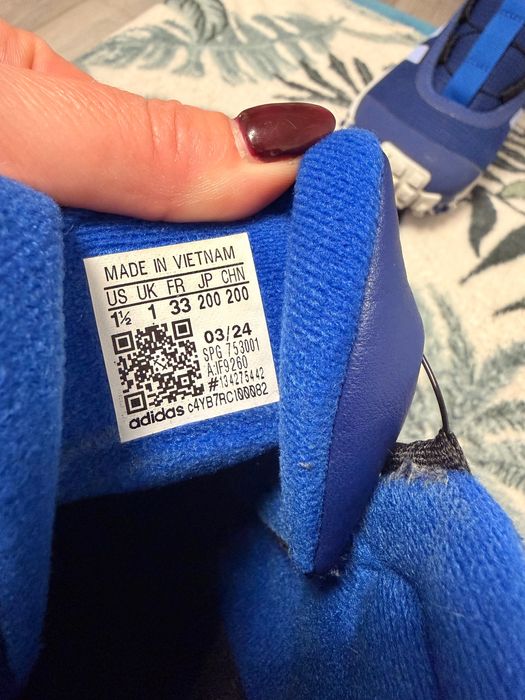 MADE IN VIETNAM
US UK FR JP CHN
1½ 1 33 200 200
03/24
SPG 753001
A:IF9260
#134275442
adidas c4YB7RCI00082